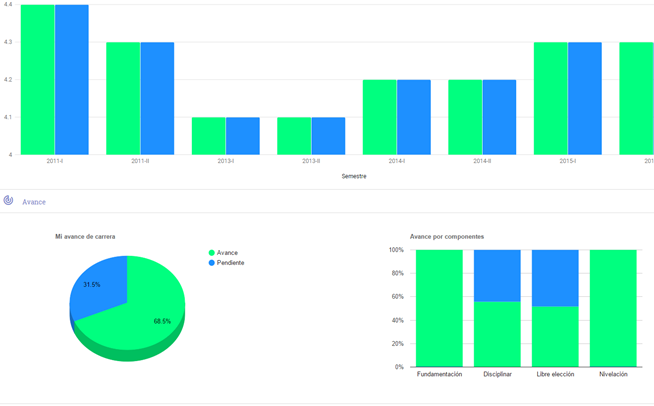 4.4
4.3
4.2
4.1
4
2011-I 2011-II 2013-I 2013-II 2014-I 2014-II 2015-I 201
Semestre
Avance
Mi avance de carrera
Avance
Pendiente
31.5%
68.5%
Avance por componentes
100%
80%
60%
40%
20%
0%
Fundamentación Disciplinar Libre elección Nivelación